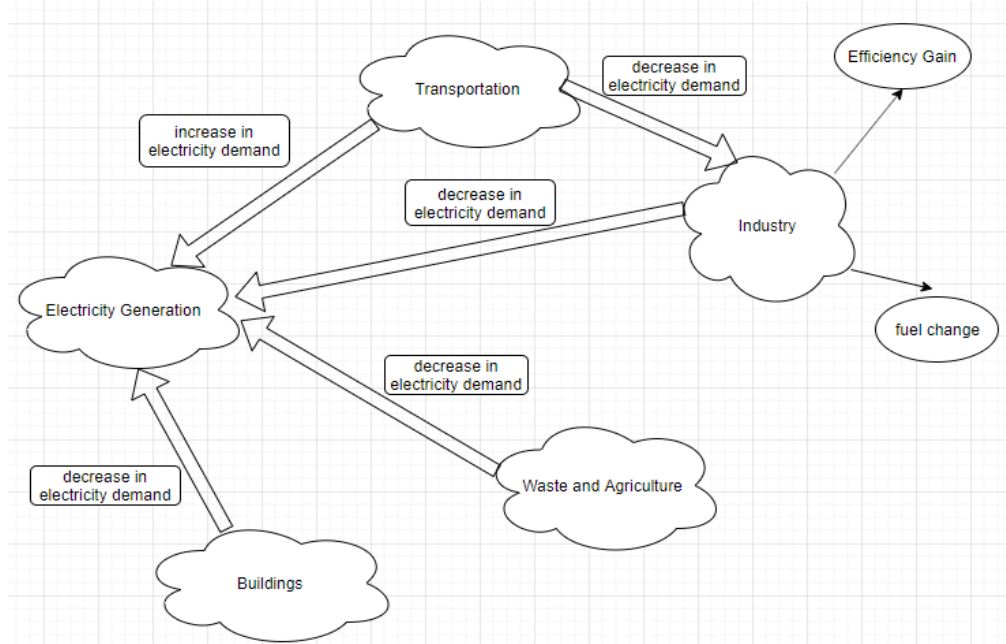 Efficiency Gain
Transportation
decrease in
electricity demand
increase in
electricity demand
decrease in
electricity demand
Industry
Electricity Generation
fuel change
decrease in
electricity demand
decrease in
electricity demand
Waste and Agriculture
Buildings